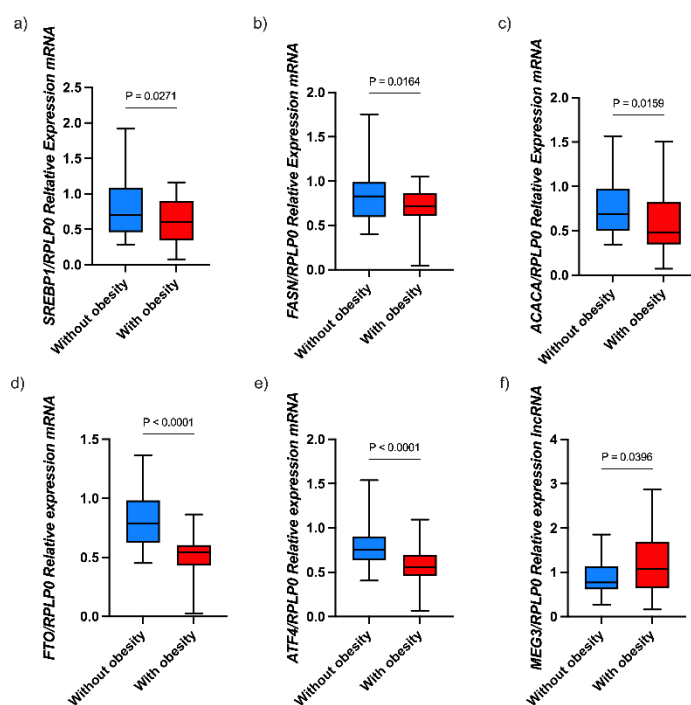 a)
SREBP1/RPLP0 Reltative Expression mRNA
2.5
2.0
1.5
1.0
0.5
0.0
P = 0.0271
Without obesity
With obesity
b)
FASN/RPLP0 Reltative Expression mRNA
2.0
1.5
1.0
0.5
0.0
P = 0.0164
Without obesity
With obesity
c)
ACACA/RPLP0 Reltative Expression mRNA
2.0
1.5
1.0
0.5
0.0
P = 0.0159
Without obesity
With obesity
d)
FTO/RPLP0 Relative expression mRNA
1.5
1.0
0.5
0.0
P < 0.0001
Without obesity
With obesity
e)
ATF4/RPLP0 Relative expression mRNA
2.0
1.5
1.0
0.5
0.0
P < 0.0001
Without obesity
With obesity
f)
MEG3/RPLP0 Relative expression lncRNA
4
3
2
1
0
P = 0.0396
Without obesity
With obesity